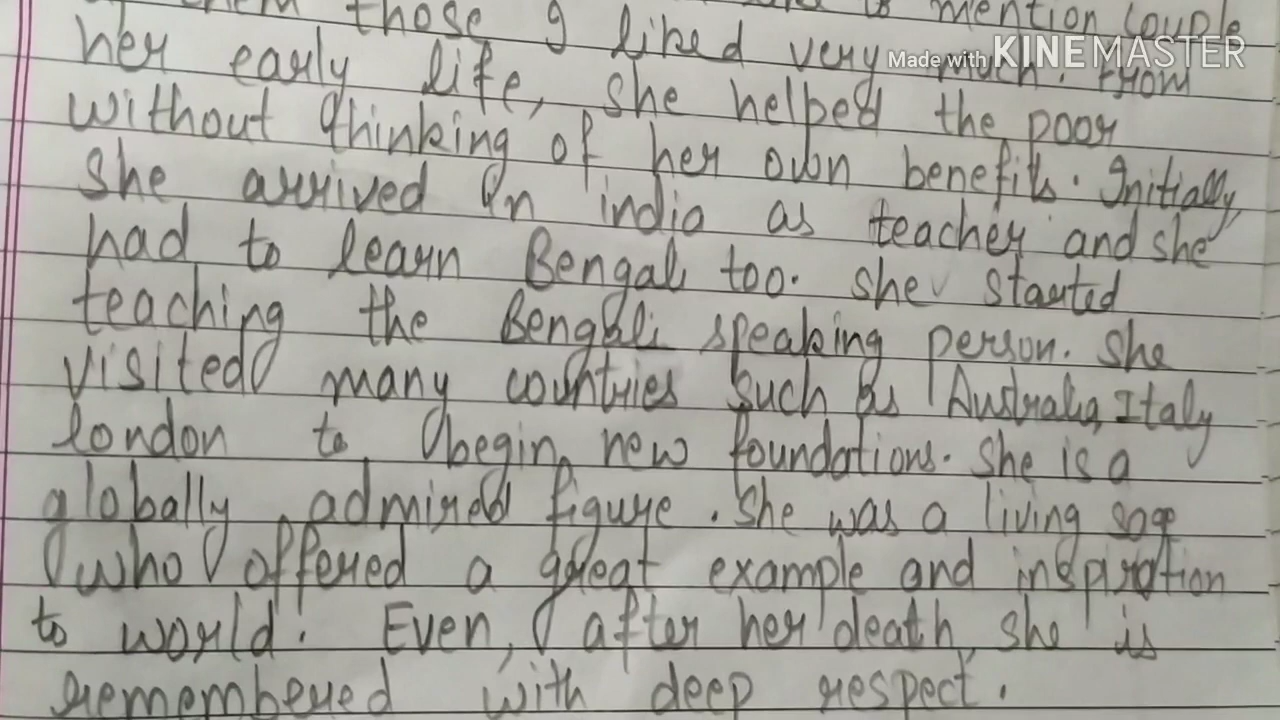 them those I liked very much. From
mention couple
Made with KINEMASTER
her early life, she helped the poor
without thinking of her own benefits. Initially,
she arrived in india as teacher and she
had to learn Bengali too. she started
teaching the Bengali speaking person. she
visited many countries such as Australia, Italy
london to begin new foundations. she is a
globally admired figure. she was a living sage
who offered a great example and inspiration
to world. Even, after her death, she is
remembered with deep respect.